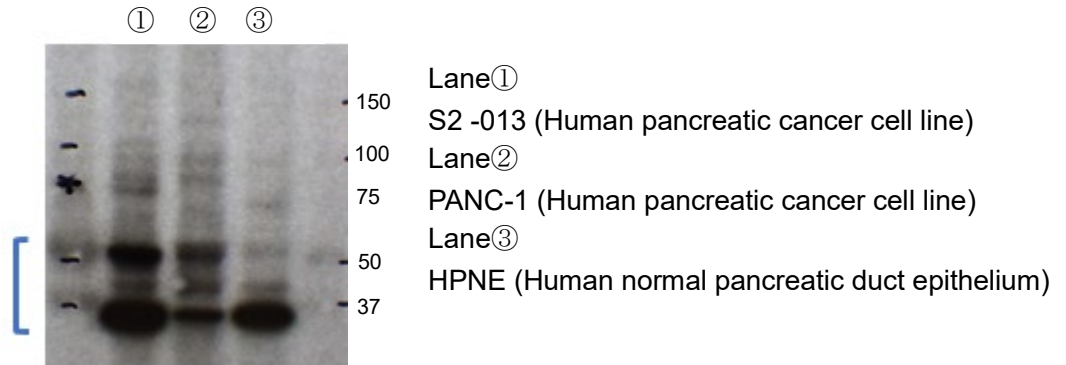 ① ② ③
150
100
75
50
37
Lane①
S2 -013 (Human pancreatic cancer cell line)
Lane②
PANC-1 (Human pancreatic cancer cell line)
Lane③
HPNE (Human normal pancreatic duct epithelium)